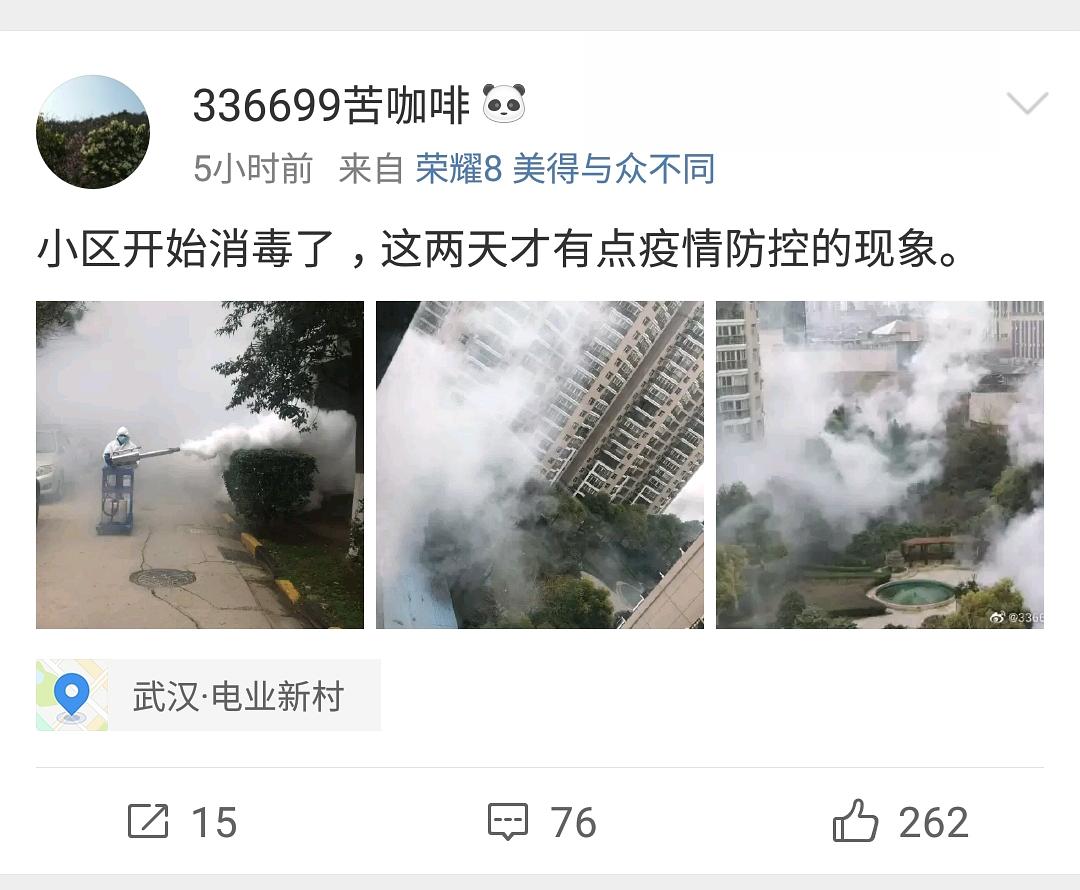 336699苦咖啡
5小时前 来自 荣耀8 美得与众不同
小区开始消毒了，这两天才有点疫情防控的现象。
@3366
武汉·电业新村
15
76
262